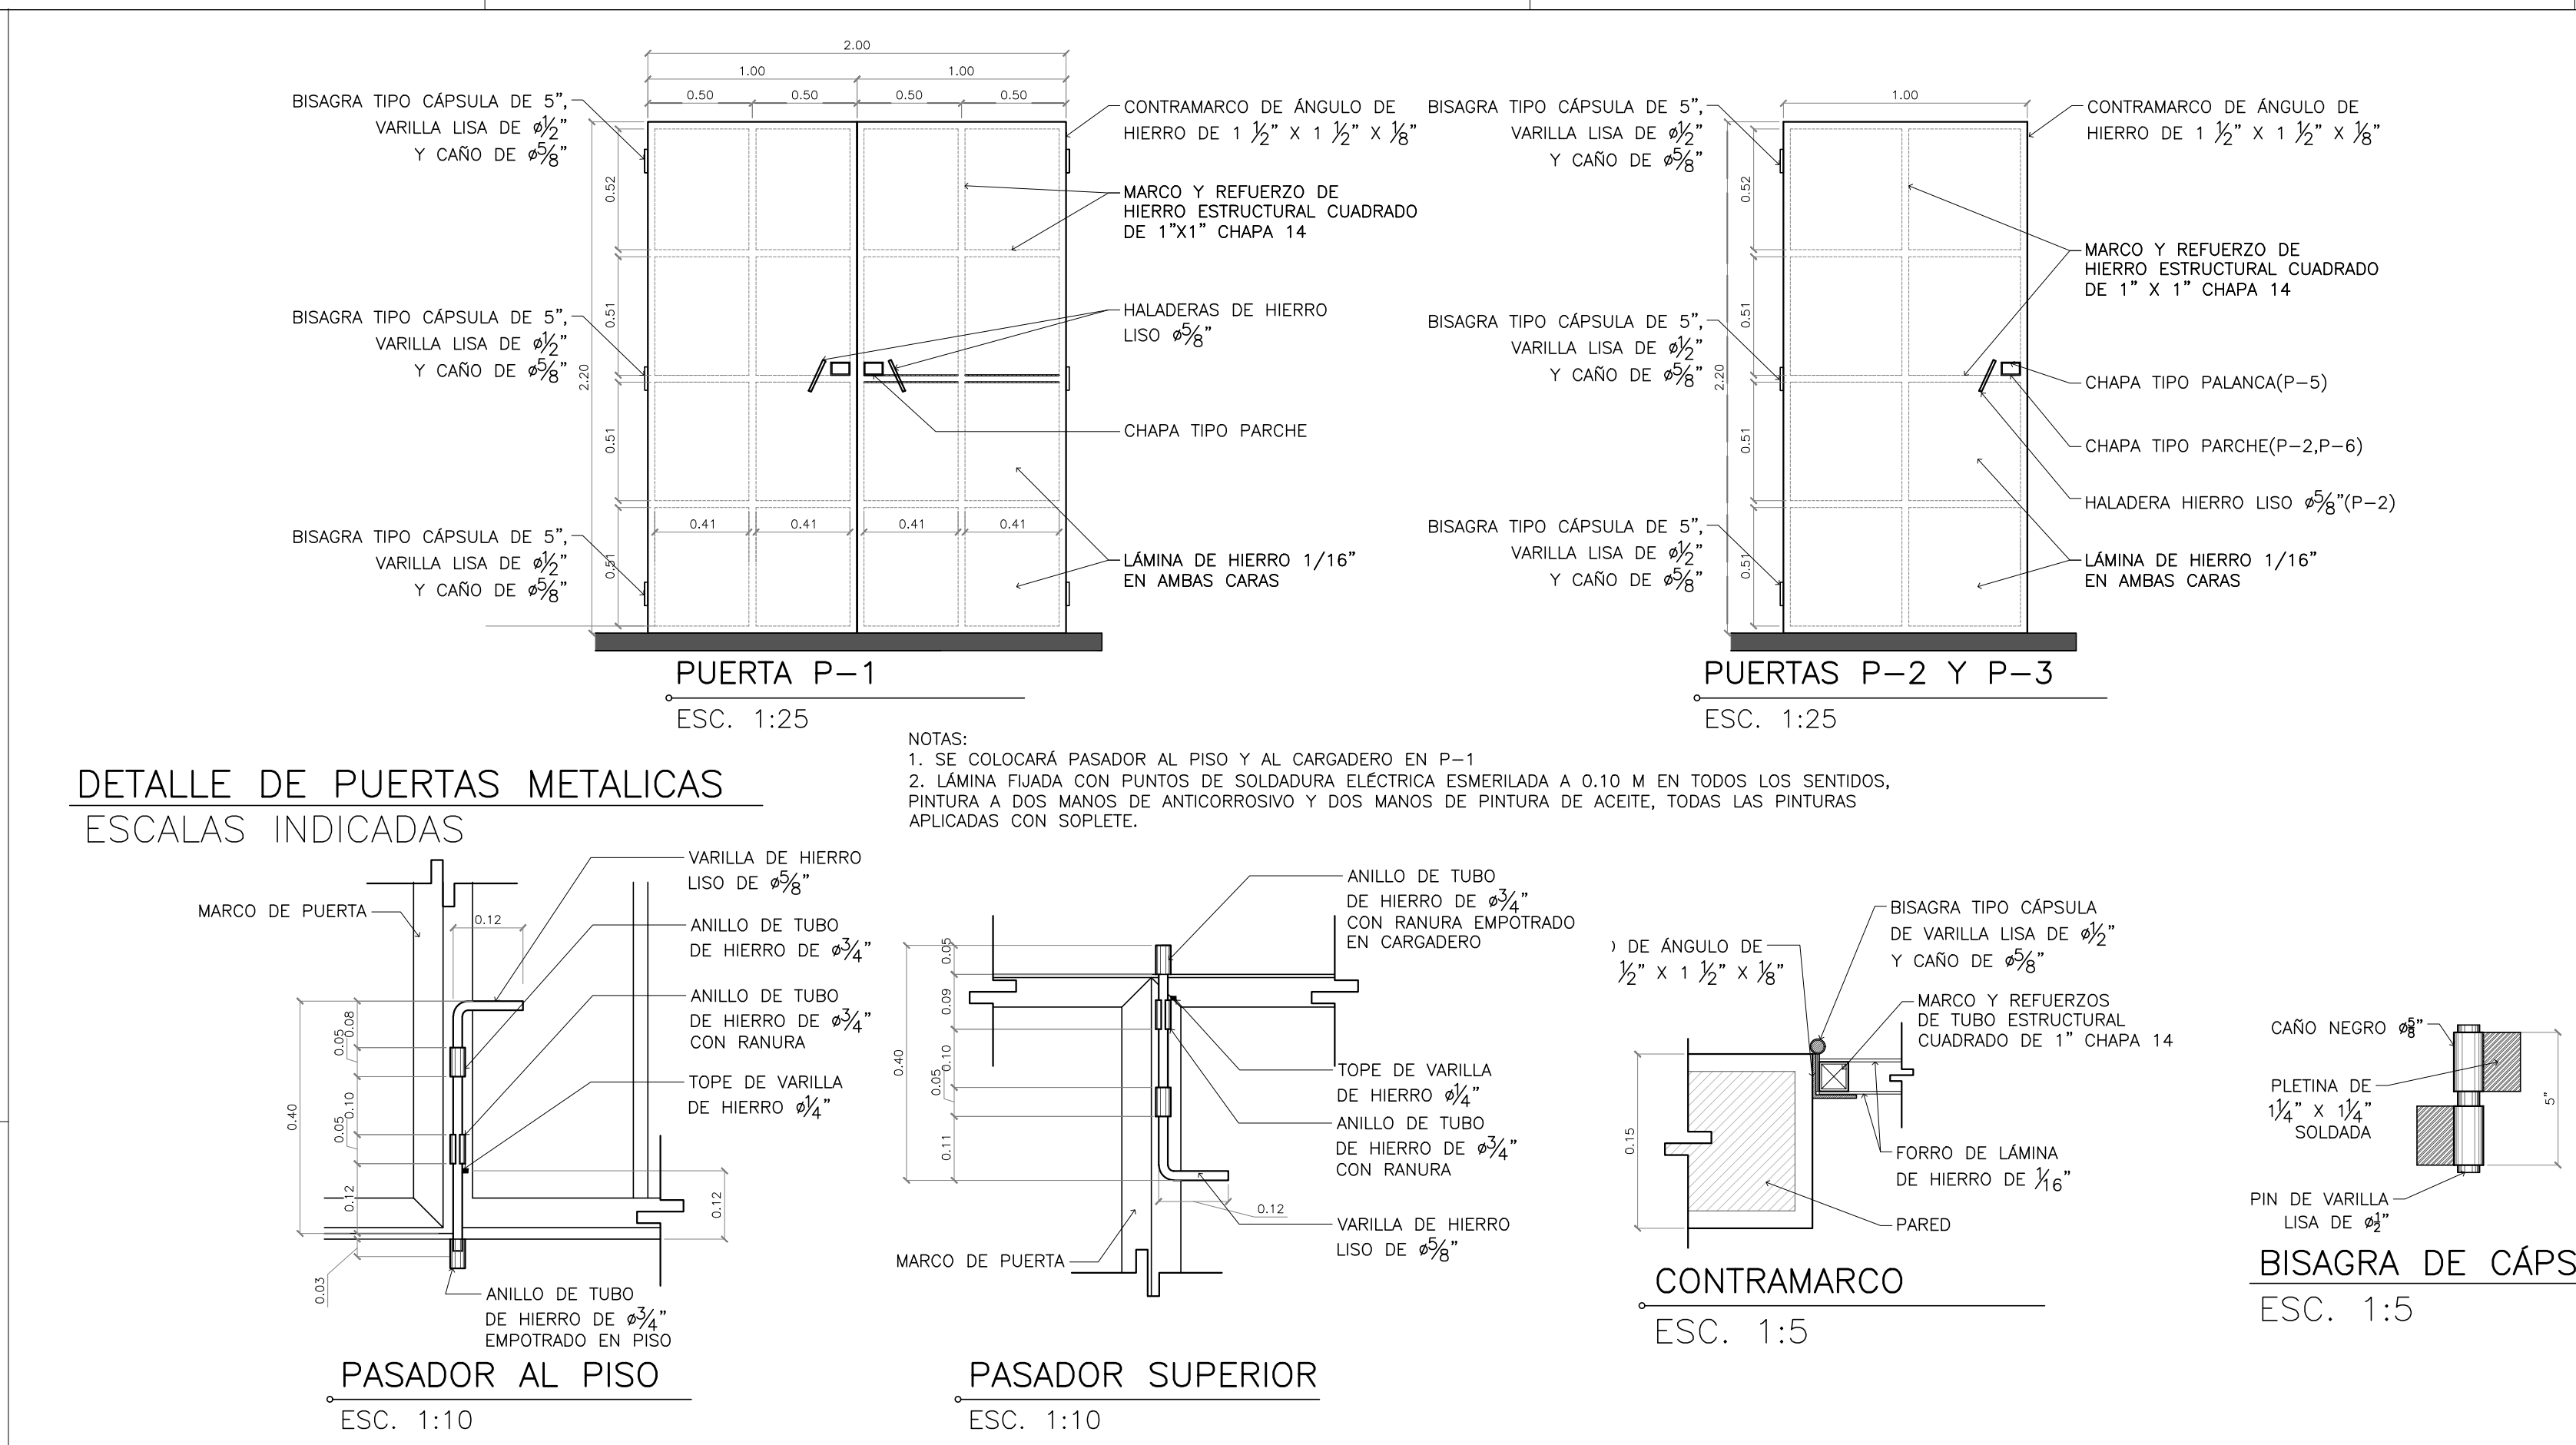 2.00
1.00
1.00
0.50
0.50
0.50
0.50
BISAGRA TIPO CÁPSULA DE 5",
VARILLA LISA DE ø1/2"
Y CAÑO DE ø5/8"
BISAGRA TIPO CÁPSULA DE 5",
VARILLA LISA DE ø1/2"
Y CAÑO DE ø5/8"
BISAGRA TIPO CÁPSULA DE 5",
VARILLA LISA DE ø1/2"
Y CAÑO DE ø5/8"
2.20
0.52
0.51
0.51
0.51
0.41
0.41
0.41
0.41
CONTRAMARCO DE ÁNGULO DE
HIERRO DE 1 1/2" X 1 1/2" X 1/8"
MARCO Y REFUERZO DE
HIERRO ESTRUCTURAL CUADRADO
DE 1"X1" CHAPA 14
HALADERAS DE HIERRO
LISO ø5/8"
CHAPA TIPO PARCHE
LÁMINA DE HIERRO 1/16"
EN AMBAS CARAS
PUERTA P-1
ESC. 1:25
1.00
BISAGRA TIPO CÁPSULA DE 5",
VARILLA LISA DE ø1/2"
Y CAÑO DE ø5/8"
BISAGRA TIPO CÁPSULA DE 5",
VARILLA LISA DE ø1/2"
Y CAÑO DE ø5/8"
BISAGRA TIPO CÁPSULA DE 5",
VARILLA LISA DE ø1/2"
Y CAÑO DE ø5/8"
2.20
0.52
0.51
0.51
0.51
CONTRAMARCO DE ÁNGULO DE
HIERRO DE 1 1/2" X 1 1/2" X 1/8"
MARCO Y REFUERZO DE
HIERRO ESTRUCTURAL CUADRADO
DE 1" X 1" CHAPA 14
CHAPA TIPO PALANCA(P-5)
CHAPA TIPO PARCHE(P-2,P-6)
HALADERA HIERRO LISO ø5/8"(P-2)
LÁMINA DE HIERRO 1/16"
EN AMBAS CARAS
PUERTAS P-2 Y P-3
ESC. 1:25
NOTAS:
1. SE COLOCARÁ PASADOR AL PISO Y AL CARGADERO EN P-1
2. LÁMINA FIJADA CON PUNTOS DE SOLDADURA ELÉCTRICA ESMERILADA A 0.10 M EN TODOS LOS SENTIDOS,
PINTURA A DOS MANOS DE ANTICORROSIVO Y DOS MANOS DE PINTURA DE ACEITE, TODAS LAS PINTURAS
APLICADAS CON SOPLETE.
DETALLE DE PUERTAS METALICAS
ESCALAS INDICADAS
MARCO DE PUERTA
VARILLA DE HIERRO
LISO DE ø5/8"
0.12
ANILLO DE TUBO
DE HIERRO DE ø3/4"
ANILLO DE TUBO
DE HIERRO DE ø3/4"
CON RANURA
TOPE DE VARILLA
DE HIERRO ø1/4"
0.40
0.08
0.05
0.10
0.05
0.12
0.03
0.12
ANILLO DE TUBO
DE HIERRO DE ø3/4"
EMPOTRADO EN PISO
PASADOR AL PISO
ESC. 1:10
ANILLO DE TUBO
DE HIERRO DE ø3/4"
CON RANURA EMPOTRADO
EN CARGADERO
0.40
0.05
0.09
0.10
0.05
0.11
TOPE DE VARILLA
DE HIERRO ø1/4"
ANILLO DE TUBO
DE HIERRO DE ø3/4"
CON RANURA
0.12
VARILLA DE HIERRO
LISO DE ø5/8"
MARCO DE PUERTA
PASADOR SUPERIOR
ESC. 1:10
DE ÁNGULO DE
1/2" X 1 1/2" X 1/8"
BISAGRA TIPO CÁPSULA
DE VARILLA LISA DE ø1/2"
Y CAÑO DE ø5/8"
MARCO Y REFUERZOS
DE TUBO ESTRUCTURAL
CUADRADO DE 1" CHAPA 14
0.15
FORRO DE LÁMINA
DE HIERRO DE 1/16"
PARED
CONTRAMARCO
ESC. 1:5
CAÑO NEGRO ø5/8"
PLETINA DE
1 1/4" X 1 1/4"
SOLDADA
5"
PIN DE VARILLA
LISA DE ø1/2"
BISAGRA DE CÁPS
ESC. 1:5